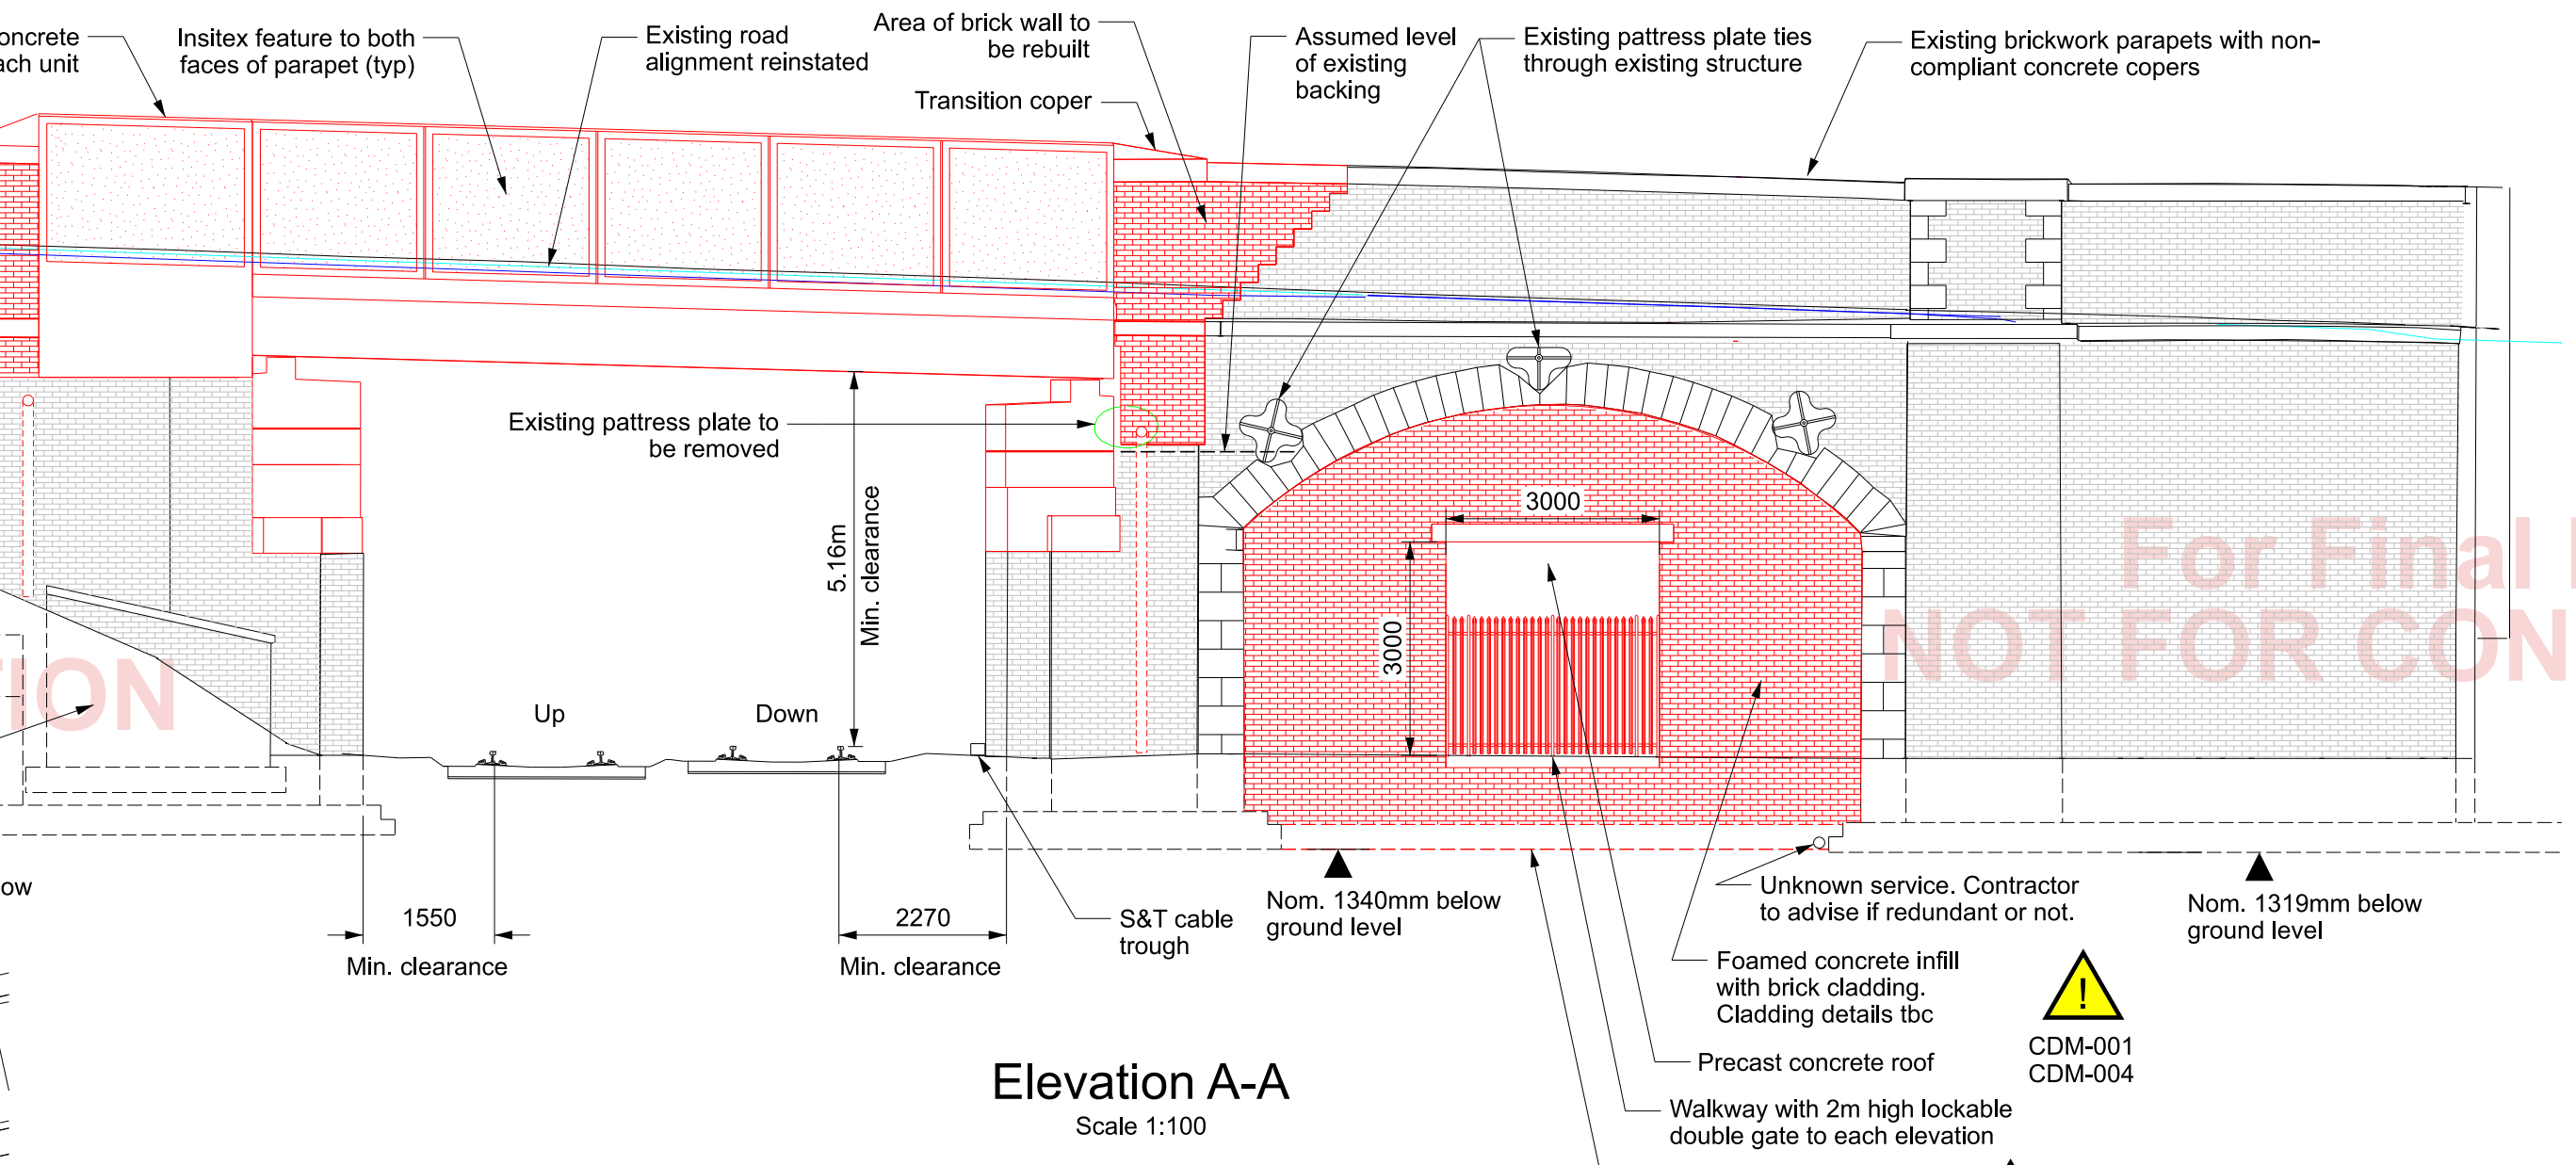 oncrete
ach unit
Insitex feature to both
faces of parapet (typ)
Existing road
alignment reinstated
Area of brick wall to
be rebuilt
Transition coper
Assumed level
of existing
backing
Existing pattress plate ties
through existing structure
Existing brickwork parapets with non-
compliant concrete copers
Existing pattress plate to
be removed
5.16m
Min. clearance
3000
3000
For Final
NOT FOR CON
TION
Up
Down
ow
1550
Min. clearance
2270
Min. clearance
S&T cable
trough
Nom. 1340mm below
ground level
Unknown service. Contractor
to advise if redundant or not.
Nom. 1319mm below
ground level
Foamed concrete infill
with brick cladding.
Cladding details tbc
!
CDM-001
CDM-004
Precast concrete roof
Walkway with 2m high lockable
double gate to each elevation
Elevation A-A
Scale 1:100